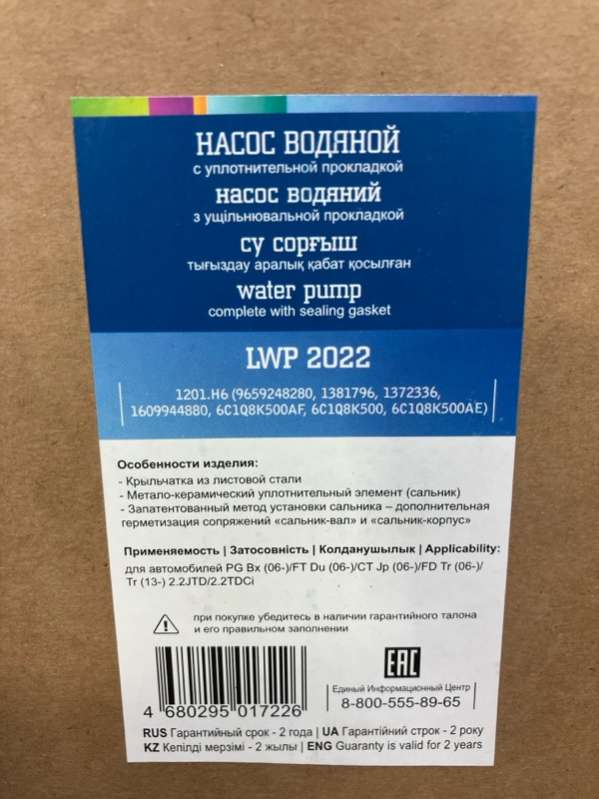 НАСОС ВОДЯНОЙ
с уплотнительной прокладкой
насос водяний
з ущільнювальной прокладкой
су сорғыш
тығыздау аралық қабат қосылған
water pump
complete with sealing gasket
LWP 2022
1201.H6 (9659248280, 1381796, 1372336,
1609944880, 6C1Q8K500AF, 6C1Q8K500, 6C1Q8K500AE)
Особенности изделия:
- Крыльчатка из листовой стали
- Метало-керамический уплотнительный элемент (сальник)
- Запатентованный метод установки сальника – дополнительная
герметизация сопряжений «сальник-вал» и «сальник-корпус»
Применяемость | Затосовність | Колданушылык | Applicability:
для автомобилей PG Bx (06-)/FT Du (06-)/CT Jp (06-)/FD Tr (06-)/
Tr (13-) 2.2JTD/2.2TDCi
при покупке убедитесь в наличии гарантийного талона
и его правильном заполнении
EAC
Единый Информационный Центр
8-800-555-89-65
4 680295 017226
RUS Гарантийный срок - 2 года | UA Гарантійний строк - 2 року
KZ Кепілді мерзімі - 2 жылы | ENG Guaranty is valid for 2 years